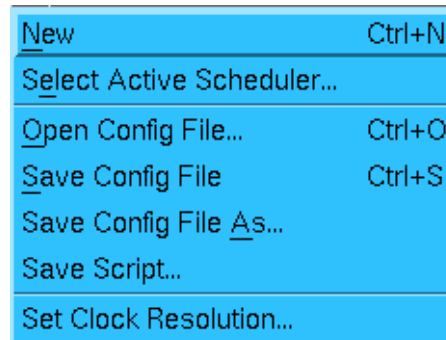 New Ctrl+N
Select Active Scheduler...
Open Config File... Ctrl+O
Save Config File Ctrl+S
Save Config File As...
Save Script...
Set Clock Resolution...